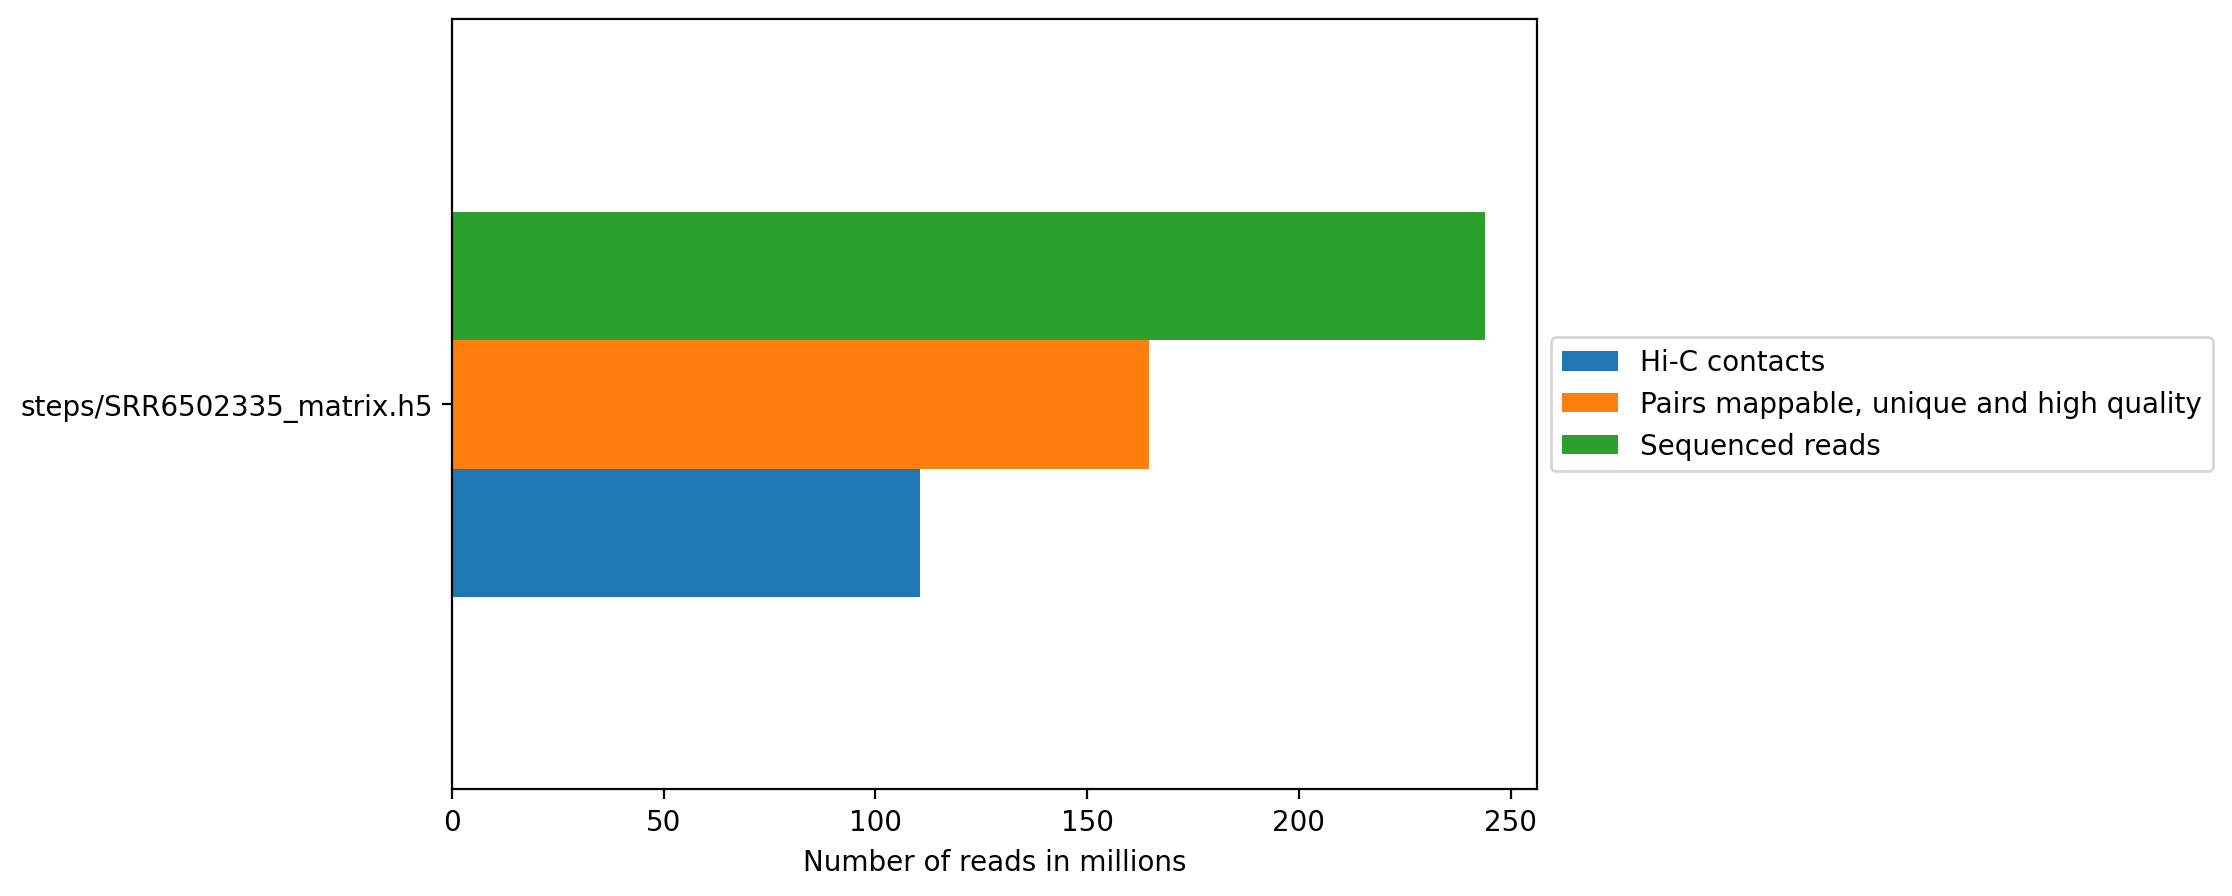 steps/SRR6502335_matrix.h5
0 50 100 150 200 250
Number of reads in millions
Hi-C contacts
Pairs mappable, unique and high quality
Sequenced reads